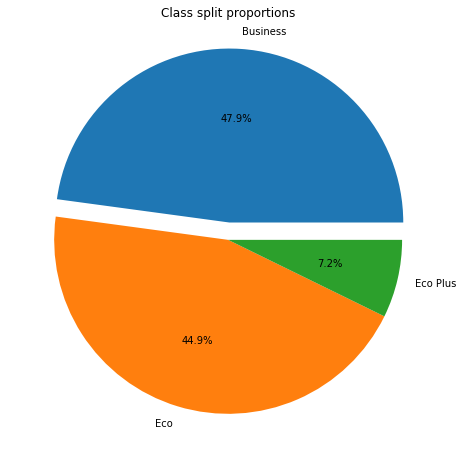 Class split proportions
Business
47.9%
7.2%
Eco Plus
44.9%
Eco